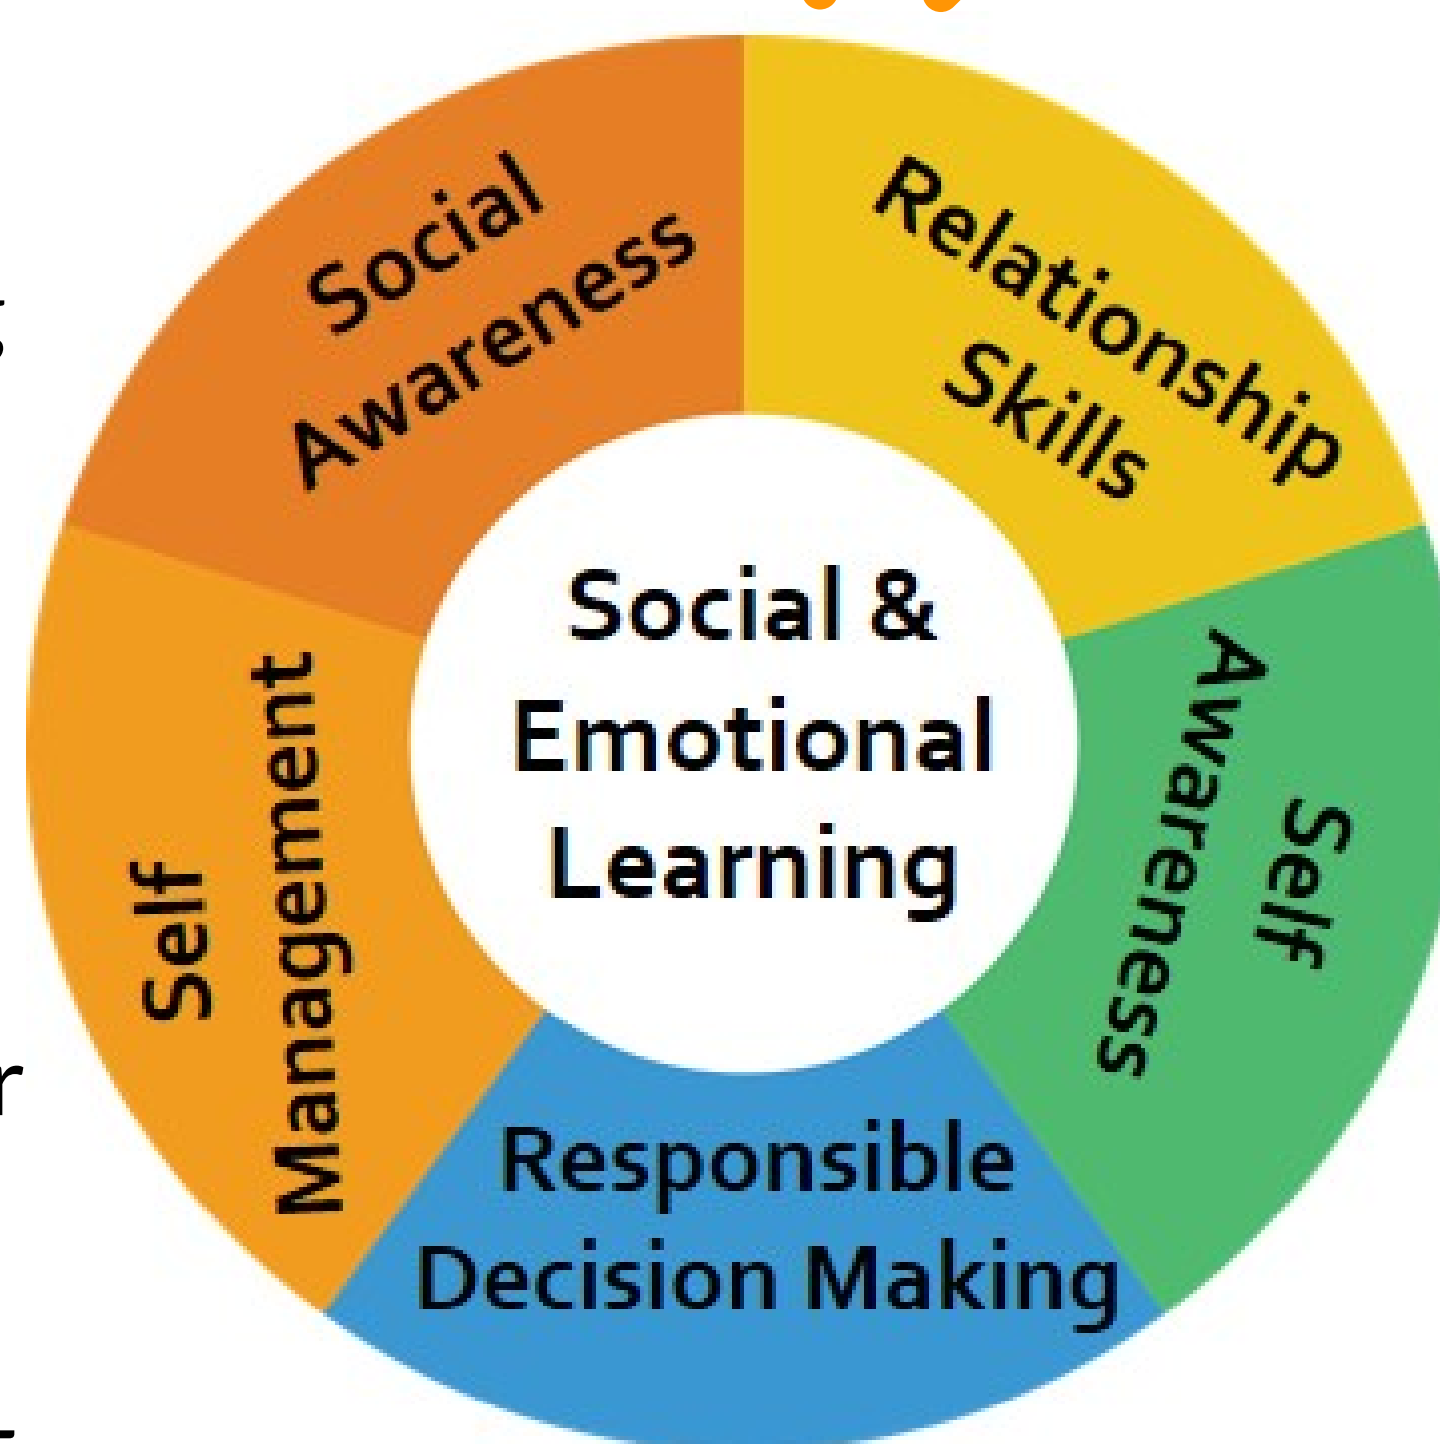 Social
Awareness
Relationship
Skills
Social &
Emotional
Learning
Self
Management
Self
Awareness
Responsible
Decision Making